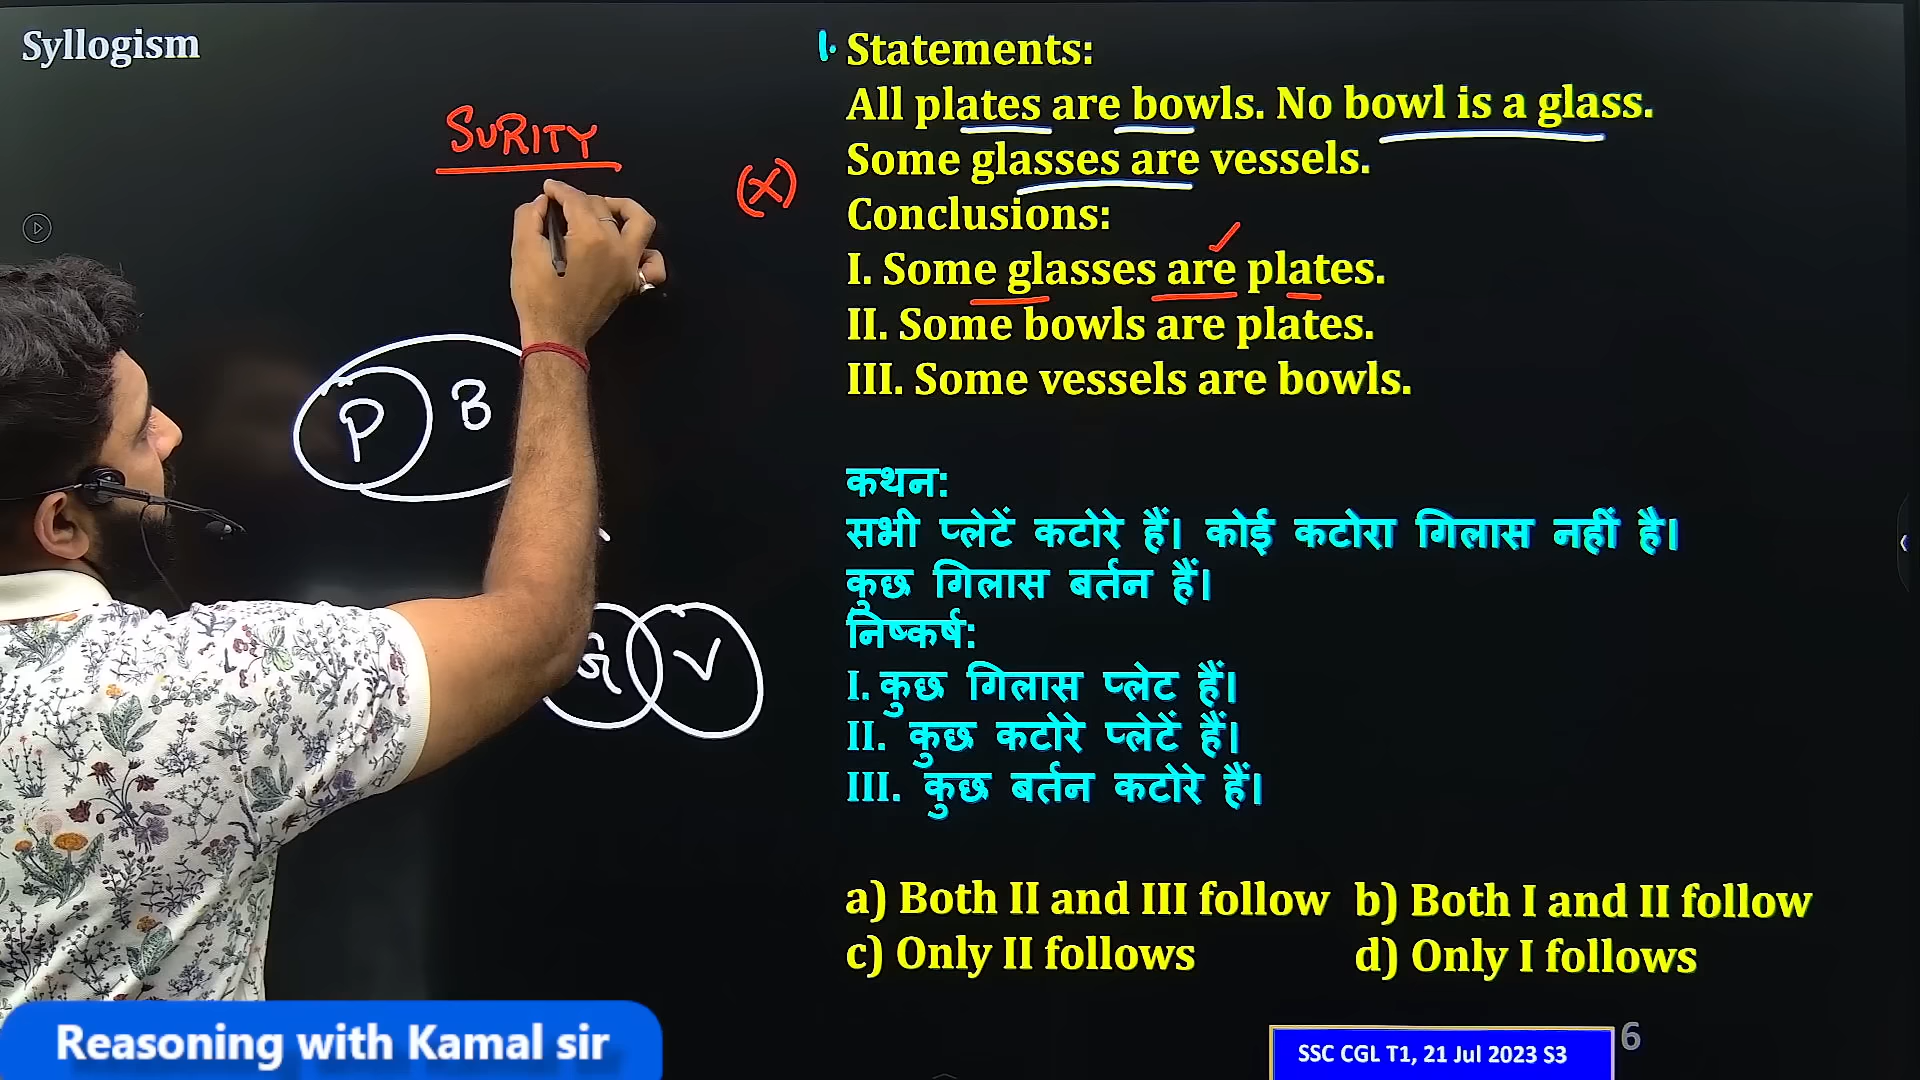 Syllogism
SURITY
(x)
P B
G V
1. Statements:
All plates are bowls. No bowl is a glass.
Some glasses are vessels.
Conclusions:
I. Some glasses are plates.
II. Some bowls are plates.
III. Some vessels are bowls.
कथन:
सभी प्लेटें कटोरे हैं। कोई कटोरा गिलास नहीं है।
कुछ गिलास बर्तन हैं।
निष्कर्ष:
I. कुछ गिलास प्लेट हैं।
II. कुछ कटोरे प्लेटें हैं।
III. कुछ बर्तन कटोरे हैं।
a) Both II and III follow b) Both I and II follow
c) Only II follows d) Only I follows
Reasoning with Kamal sir
SSC CGL T1, 21 Jul 2023 S3
6